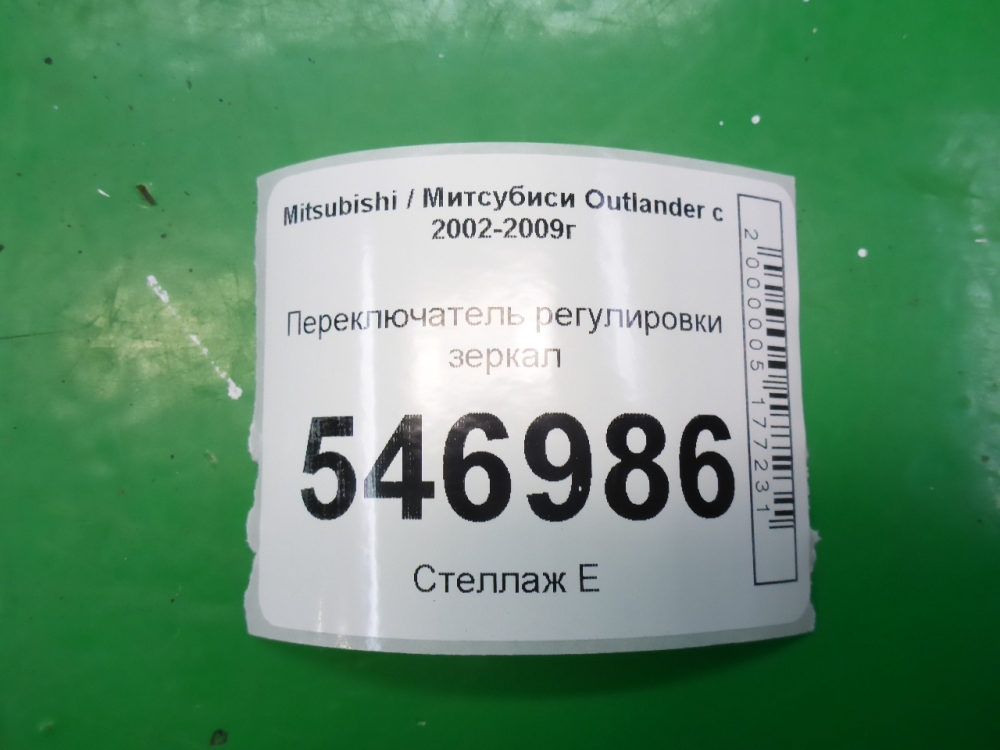 Mitsubishi / Митсубиси Outlander с
2002-2009г
Переключатель регулировки
зеркал
546986
Стеллаж Е
2000005177231